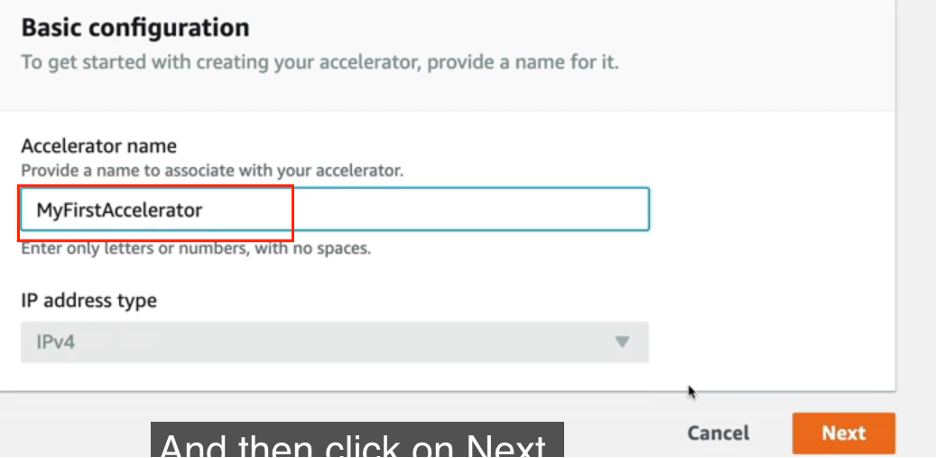 Basic configuration
To get started with creating your accelerator, provide a name for it.
Accelerator name
Provide a name to associate with your accelerator.
MyFirstAccelerator
Enter only letters or numbers, with no spaces.
IP address type
IPv4
Cancel
Next
And then click on Next